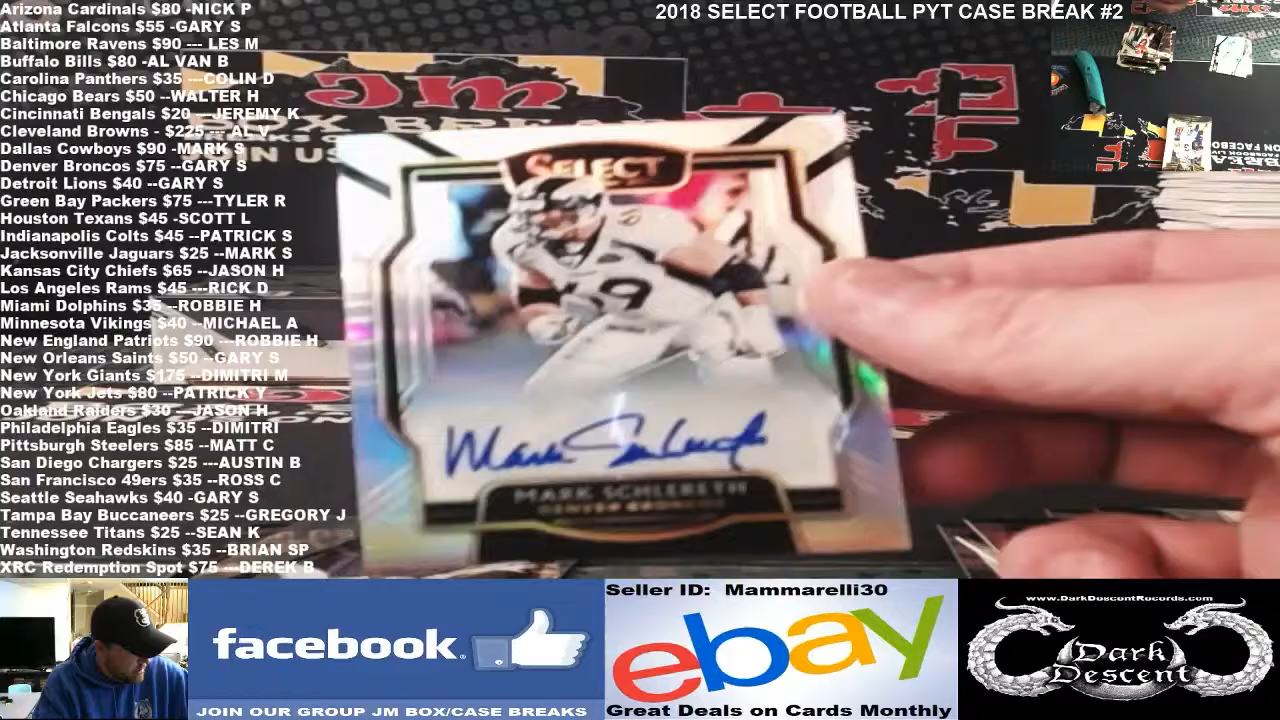 Arizona Cardinals $80 -NICK P
Atlanta Falcons $55 -GARY S
Baltimore Ravens $90 --- LES M
Buffalo Bills $80 -AL VAN B
Carolina Panthers $35 ---COLIN D
Chicago Bears $50 --WALTER H
Cincinnati Bengals $20 ---JEREMY K
Cleveland Browns - $225 --- AL V
Dallas Cowboys $90 -MARK S
Denver Broncos $75 --GARY S
Detroit Lions $40 --GARY S
Green Bay Packers $75 ---TYLER R
Houston Texans $45 -SCOTT L
Indianapolis Colts $45 --PATRICK S
Jacksonville Jaguars $25 --MARK S
Kansas City Chiefs $65 --JASON H
Los Angeles Rams $45 ---RICK D
Miami Dolphins $35 --ROBBIE H
Minnesota Vikings $40 --MICHAEL A
New England Patriots $90 --ROBBIE H
New Orleans Saints $50 --GARY S
New York Giants $175 --DIMITRI M
New York Jets $80 --PATRICK Y
Oakland Raiders $30 --JASON H
Philadelphia Eagles $35 --DIMITRI
Pittsburgh Steelers $85 --MATT C
San Diego Chargers $25 ---AUSTIN B
San Francisco 49ers $35 --ROSS C
Seattle Seahawks $40 -GARY S
Tampa Bay Buccaneers $25 --GREGORY J
Tennessee Titans $25 --SEAN K
Washington Redskins $35 --BRIAN SP
XRC Redemption Spot $75 ---DEREK B
2018 SELECT FOOTBALL PYT CASE BREAK #2
JM
SELECT
69
MARK SCHLERETH
DENVER BRONCOS
facebook
JOIN OUR GROUP JM BOX/CASE BREAKS
Seller ID: Mammarelli30
ebay
Great Deals on Cards Monthly
www.DarkDescentRecords.com
Dark
Descent